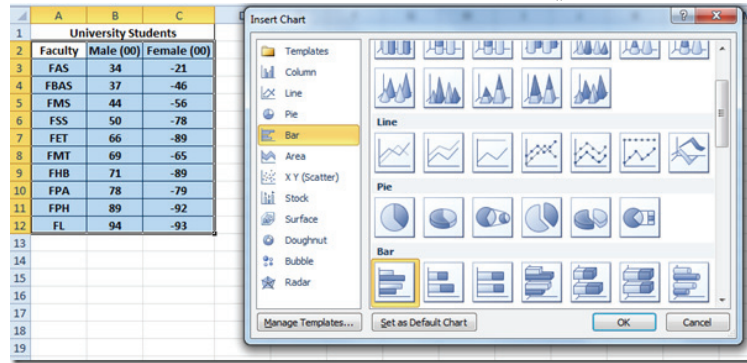 A B C
1 University Students
2 Faculty Male (00) Female (00)
3 FAS 34 -21
4 FBAS 37 -46
5 FMS 44 -56
6 FSS 50 -78
7 FET 66 -89
8 FMT 69 -65
9 FHB 71 -89
10 FPA 78 -79
11 FPH 89 -92
12 FL 94 -93
13
14
15
16
17
18
19
Insert Chart
Templates
Column
Line
Pie
Bar
Area
X Y (Scatter)
Stock
Surface
Doughnut
Bubble
Radar
Line
Pie
Bar
Manage Templates... Set as Default Chart OK Cancel